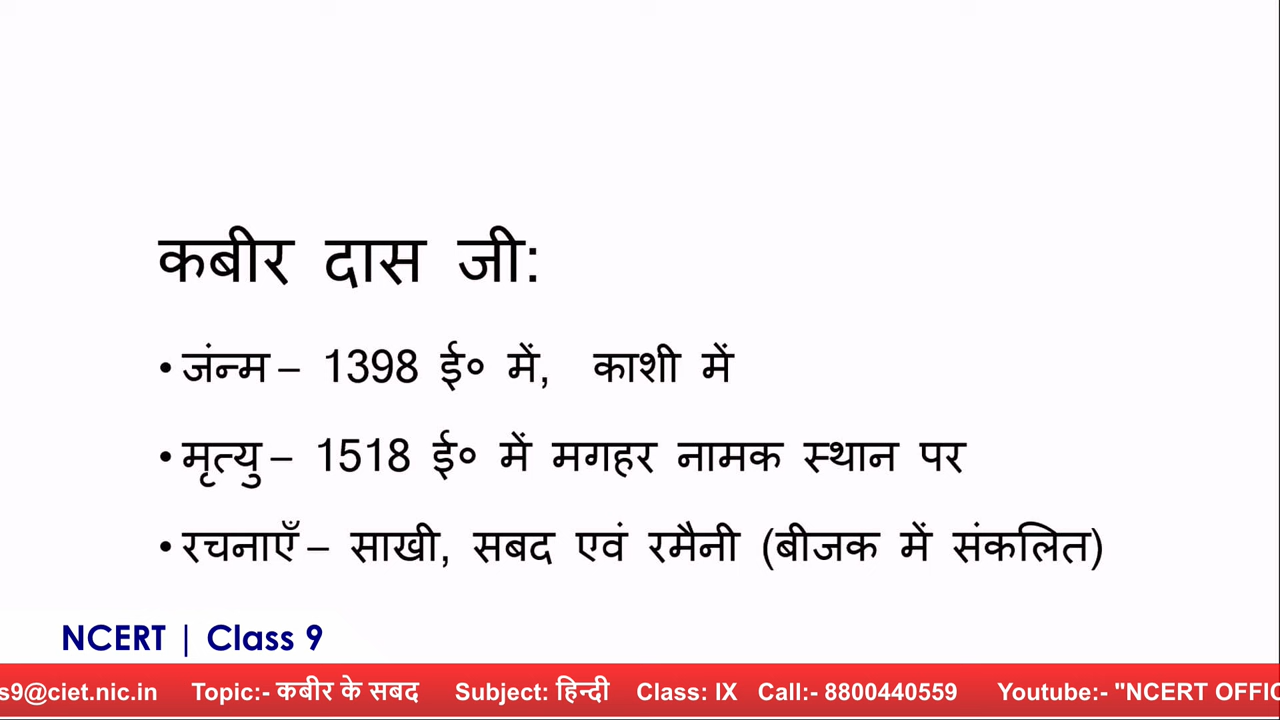 कबीर दास जी:
• जंन्म – 1398 ई० में, काशी में
• मृत्यु – 1518 ई० में मगहर नामक स्थान पर
• रचनाएँ – साखी, सबद एवं रमैनी (बीजक में संकलित)
NCERT | Class 9
s9@ciet.nic.in Topic:- कबीर के सबद Subject: हिन्दी Class: IX Call:- 8800440559 Youtube:- "NCERT OFFIC